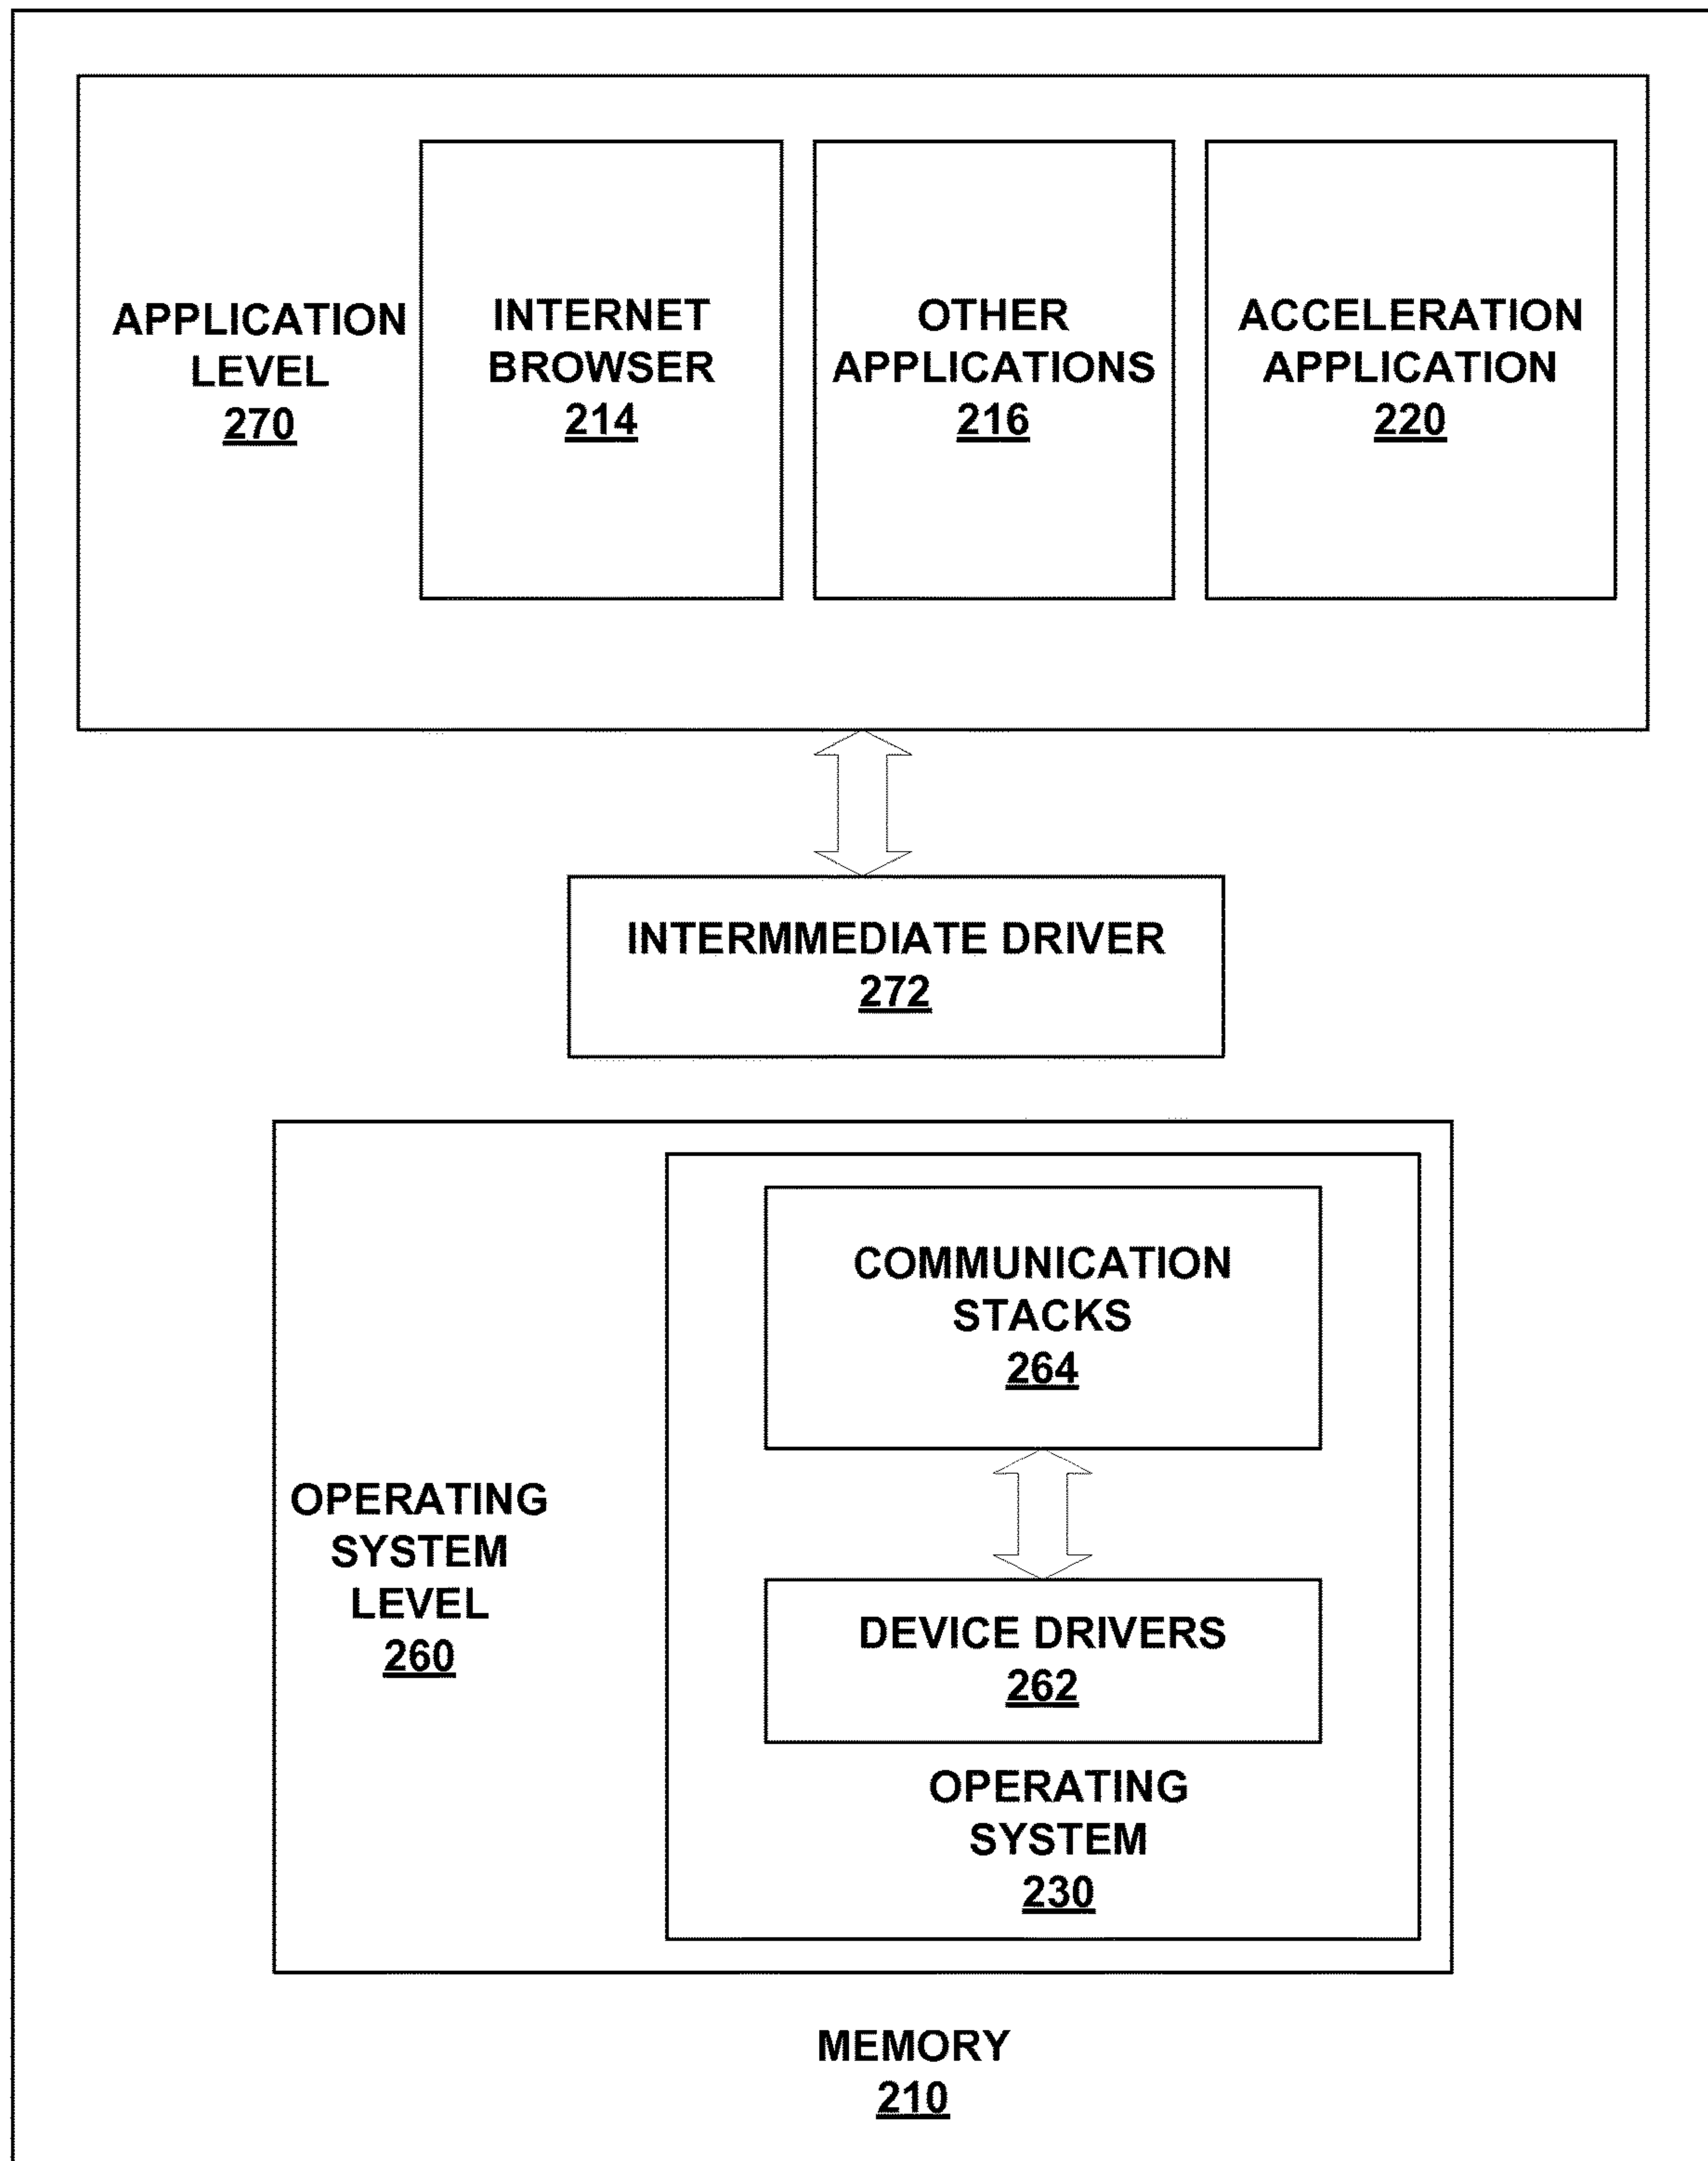 APPLICATION
LEVEL
270
INTERNET
BROWSER
214
OTHER
APPLICATIONS
216
ACCELERATION
APPLICATION
220
INTERMMEDIATE DRIVER
272
OPERATING
SYSTEM
LEVEL
260
COMMUNICATION
STACKS
264
DEVICE DRIVERS
262
OPERATING
SYSTEM
230
MEMORY
210